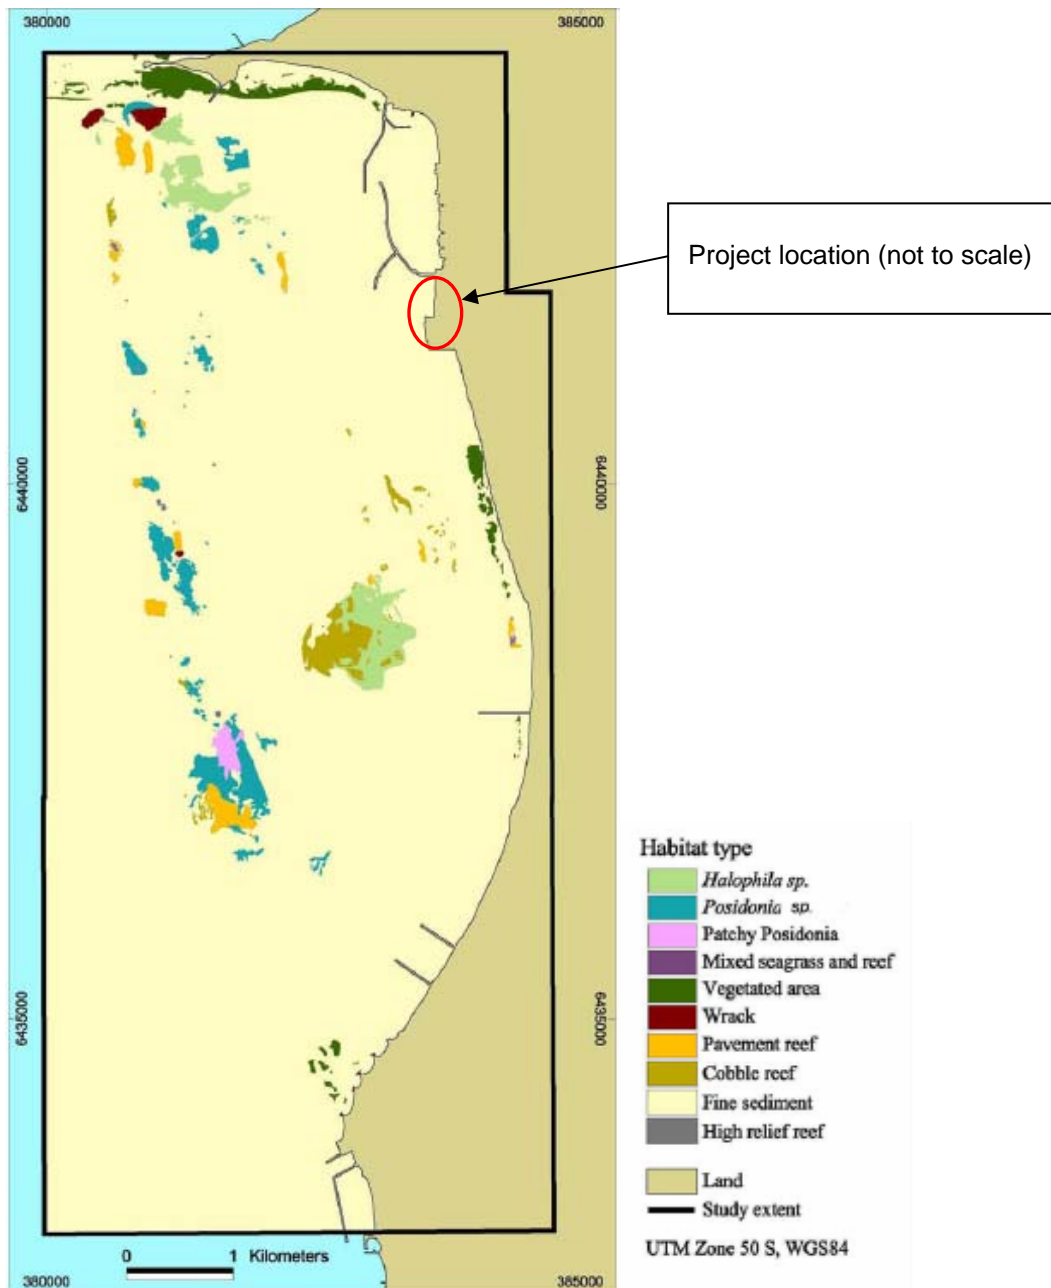 380000
385000
Project location (not to scale)
6440000
6440000
Habitat type
Halophila sp.
Posidonia sp.
Patchy Posidonia
Mixed seagrass and reef
Vegetated area
Wrack
Pavement reef
Cobble reef
Fine sediment
High relief reef
Land
Study extent
UTM Zone 50 S, WGS84
6435000
6435000
0 1 Kilometers
380000
385000